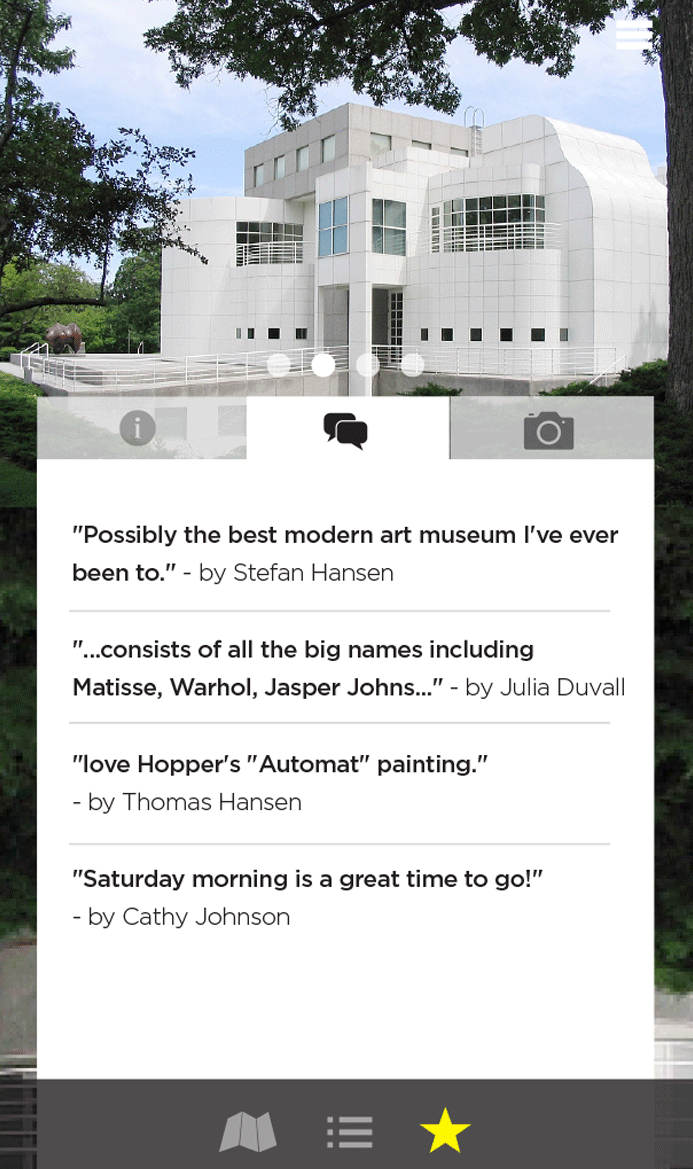 "Possibly the best modern art museum I've ever
been to." - by Stefan Hansen
"...consists of all the big names including
Matisse, Warhol, Jasper Johns..." - by Julia Duvall
"love Hopper's "Automat" painting."
- by Thomas Hansen
"Saturday morning is a great time to go!"
- by Cathy Johnson